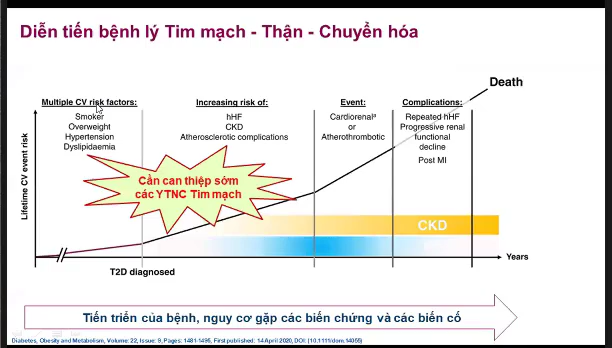 Diễn tiến bệnh lý Tim mạch - Thận - Chuyển hóa
Death
Multiple CV risk factors:
Smoker
Overweight
Hypertension
Dyslipidaemia
Increasing risk of:
hHF
CKD
Atherosclerotic complications
Event:
Cardiorenalª
or
Atherothrombotic
Complications:
Repeated hHF
Progressive renal
functional
decline
Post MI
Lifetime CV event risk
Cần can thiệp sớm
các YTNC Tim mạch
CKD
Years
T2D diagnosed
Tiến triển của bệnh, nguy cơ gặp các biến chứng và các biến cố
Diabetes, Obesity and Metabolism, Volume: 22, Issue: 9, Pages: 1481-1495, First published: 14 April 2020, DOI: (10.1111/dom.14055)